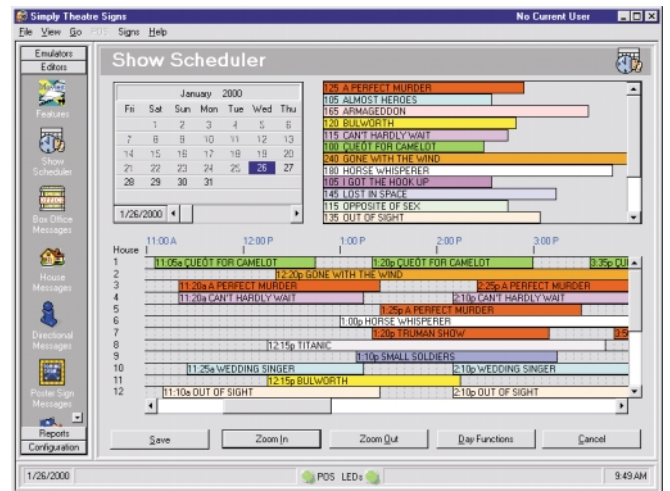 Simply Theatre Signs
No Current User
File View Go POS Signs Help
Emulators
Editors
Features
Show Scheduler
Box Office Messages
House Messages
Directional Messages
Poster Sign Messages
Reports
Configuration
Show Scheduler
January 2000
Fri Sat Sun Mon Tue Wed Thu
1 2 3 4 5 6
7 8 9 10 11 12 13
14 15 16 17 18 19 20
21 22 23 24 25 26 27
28 29 30 31
1/26/2000
125 A PERFECT MURDER
105 ALMOST HEROES
165 ARMAGEDDON
120 BULWORTH
115 CAN'T HARDLY WAIT
100 QUEÖT FOR CAMELOT
240 GONE WITH THE WIND
180 HORSE WHISPERER
105 I GOT THE HOOK UP
145 LOST IN SPACE
115 OPPOSITE OF SEX
135 OUT OF SIGHT
House 11:00 A 12:00 P 1:00 P 2:00 P 3:00 P
1 11:05a QUEÖT FOR CAMELOT 1:20p QUEÖT FOR CAMELOT 3:35p QUI
2 12:20p GONE WITH THE WIND
3 11:20a A PERFECT MURDER 2:25p A PERFECT MURDER
4 11:20a CAN'T HARDLY WAIT 2:10p CAN'T HARDLY WAIT
5 1:25p A PERFECT MURDER
6 1:00p HORSE WHISPERER
7 1:20p TRUMAN SHOW 3:5
8 12:15p TITANIC
9 1:10p SMALL SOLDIERS
10 11:25a WEDDING SINGER 2:10p WEDDING SINGER
11 12:15p BULWORTH
12 11:10a OUT OF SIGHT 2:10p OUT OF SIGHT
Save Zoom In Zoom Out Day Functions Cancel
1/26/2000 POS LEDs 9:49 AM